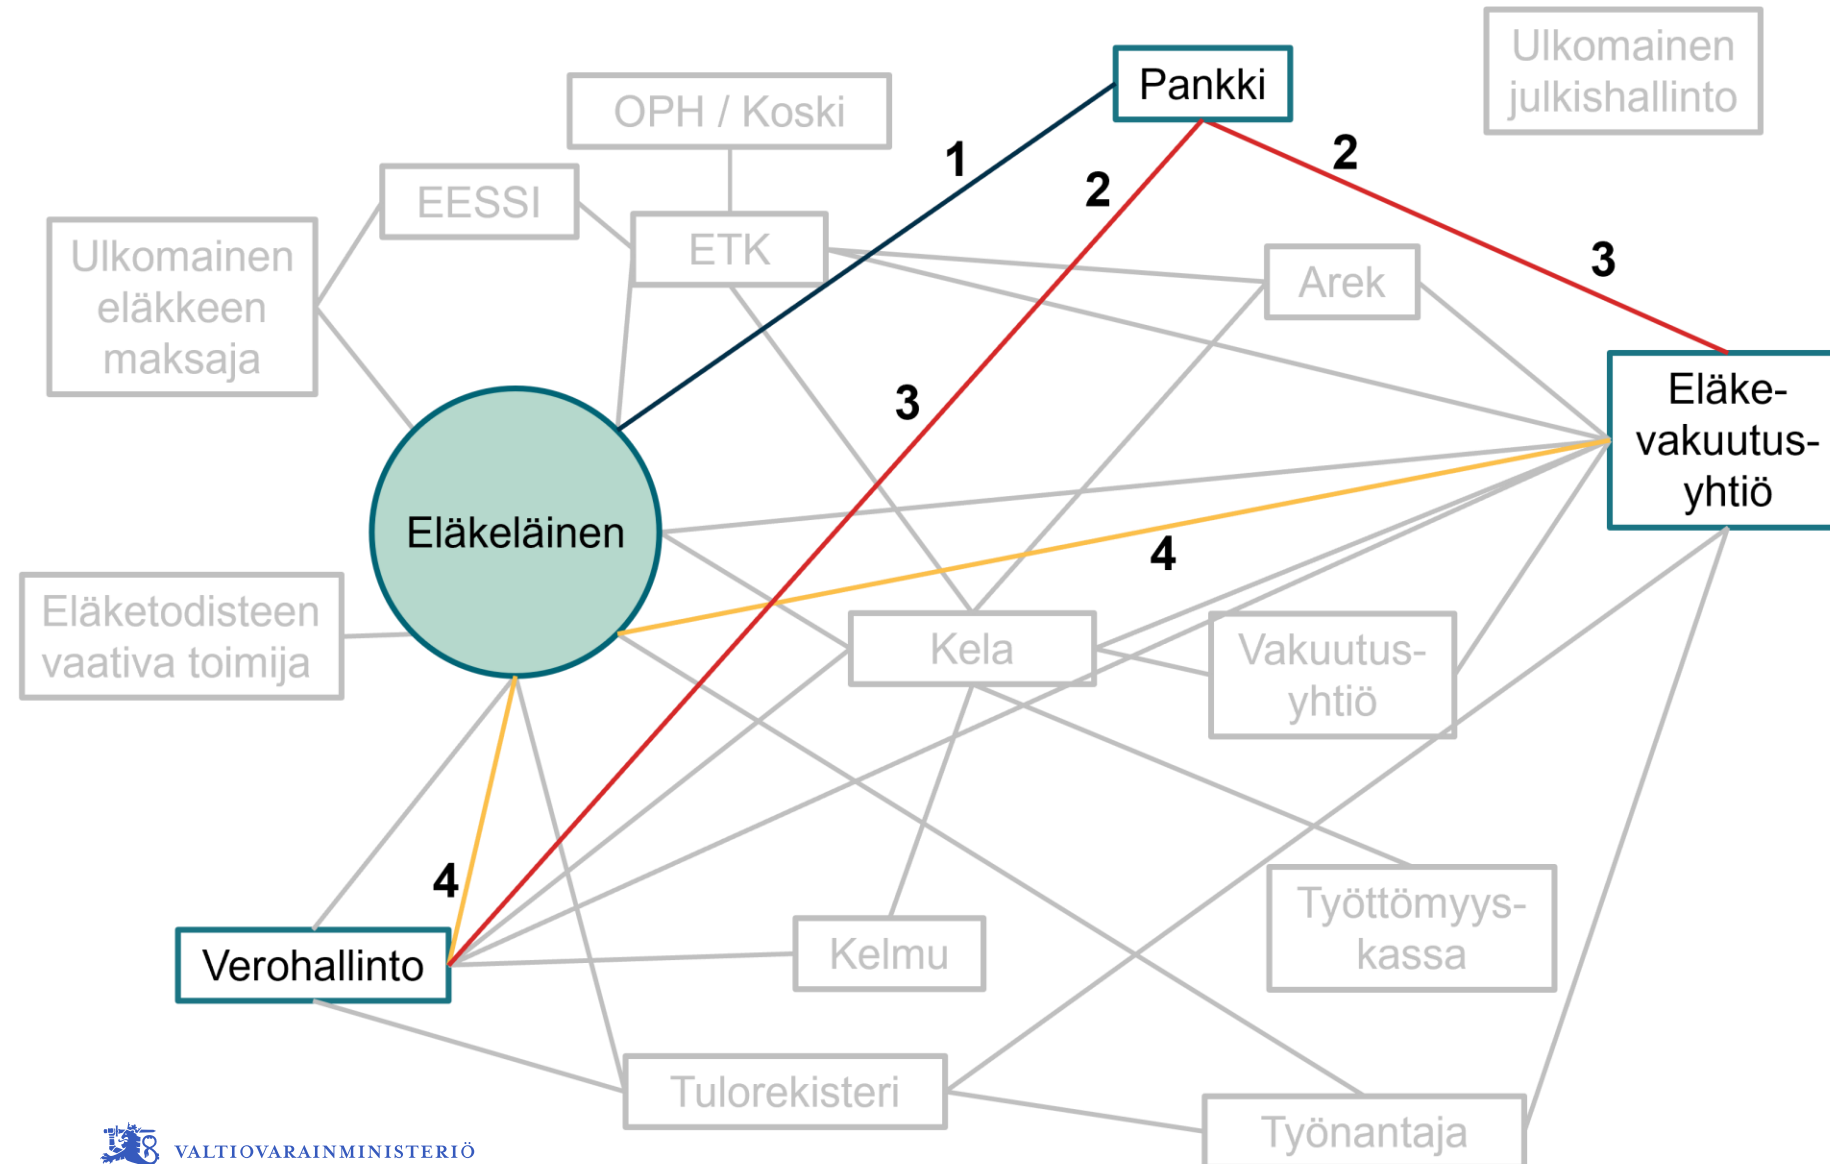 Ulkomainen
julkishallinto
Pankki
OPH / Koski
1
2
2
EESSI
ETK
Ulkomainen
eläkkeen
maksaja
3
Arek
Eläke-
vakuutus-
yhtiö
3
Eläkeläinen
4
Eläketodisteen
vaativa toimija
Kela
Vakuutus-
yhtiö
4
Työttömyys-
kassa
Verohallinto
Kelmu
Tulorekisteri
Työnantaja
VALTIOVARAINMINISTERIÖ